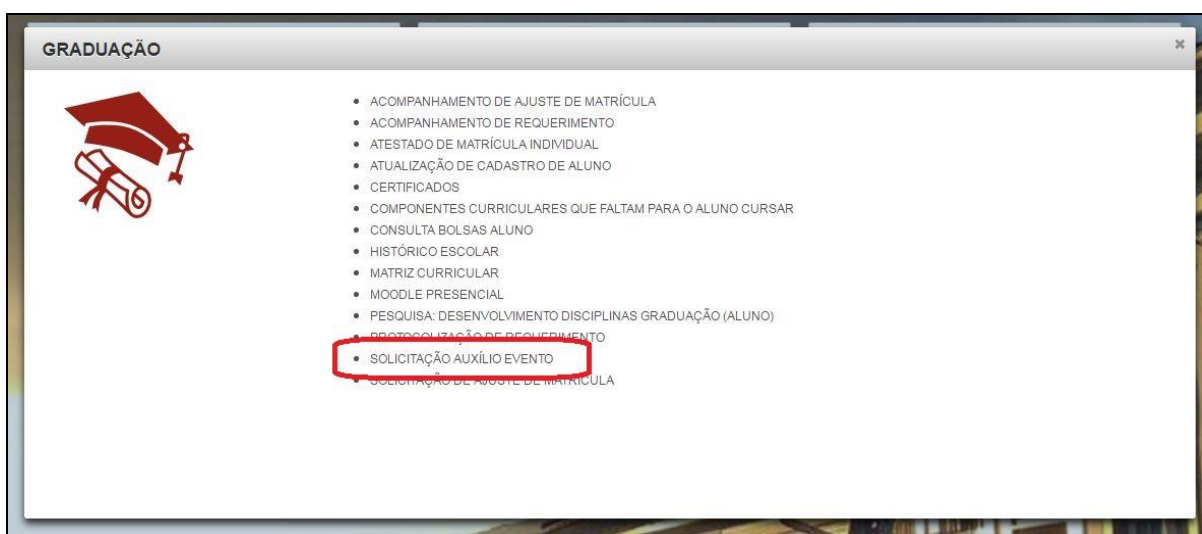 GRADUAÇÃO
ACOMPANHAMENTO DE AJUSTE DE MATRÍCULA
ACOMPANHAMENTO DE REQUERIMENTO
ATESTADO DE MATRÍCULA INDIVIDUAL
ATUALIZAÇÃO DE CADASTRO DE ALUNO
CERTIFICADOS
COMPONENTES CURRICULARES QUE FALTAM PARA O ALUNO CURSAR
CONSULTA BOLSAS ALUNO
HISTÓRICO ESCOLAR
MATRIZ CURRICULAR
MOODLE PRESENCIAL
PESQUISA: DESENVOLVIMENTO DISCIPLINAS GRADUAÇÃO (ALUNO)
PROTOCOLIZAÇÃO DE REQUERIMENTO
SOLICITAÇÃO AUXÍLIO EVENTO
SOLICITAÇÃO DE AJUSTE DE MATRÍCULA